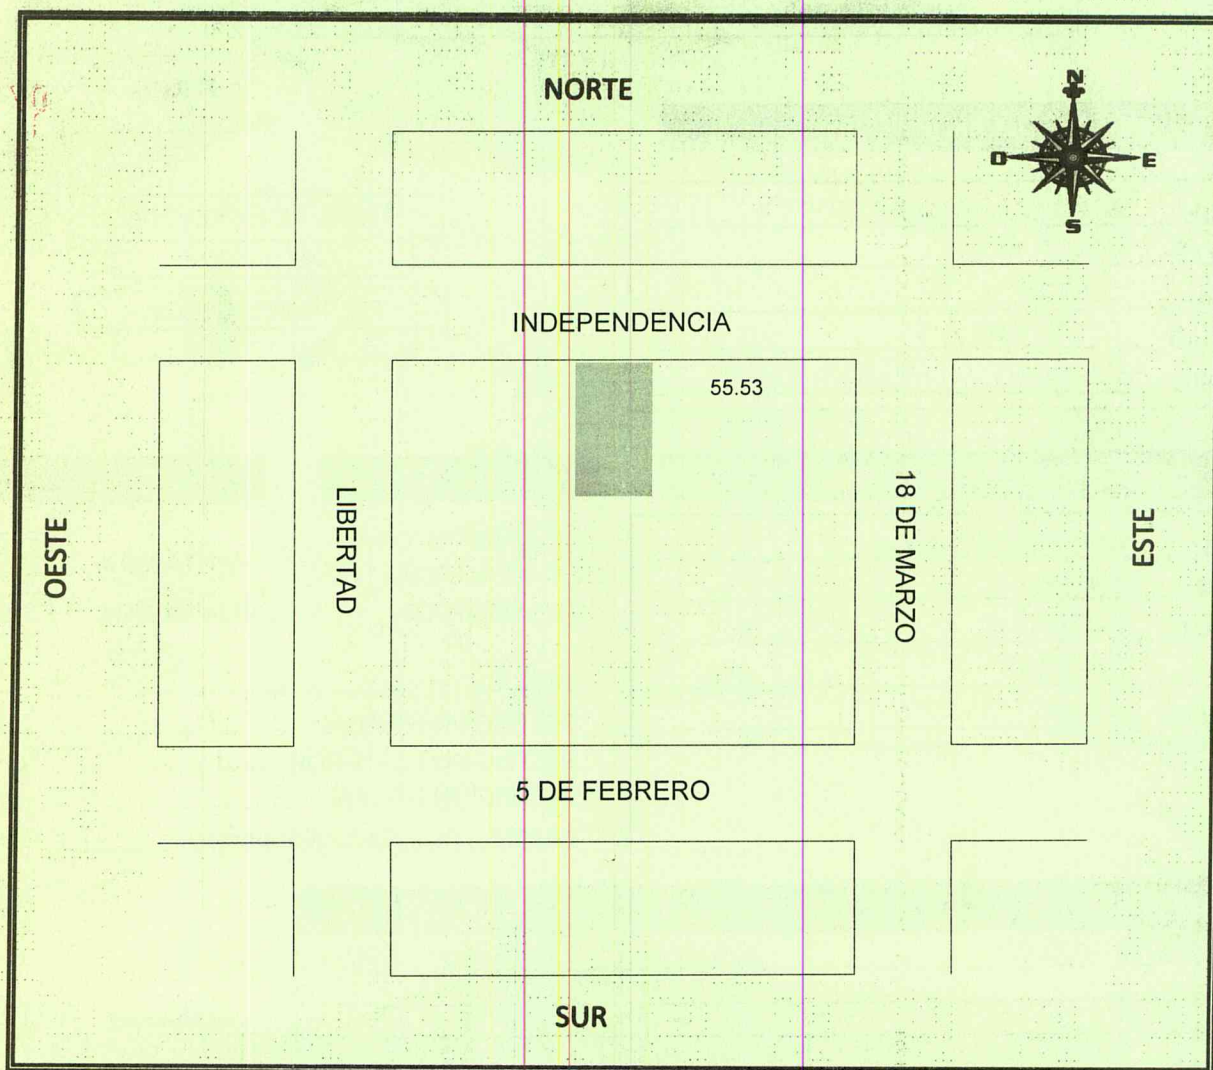 NORTE
N
O
E
S
INDEPENDENCIA
55.53
OESTE
LIBERTAD
18 DE MARZO
ESTE
5 DE FEBRERO
SUR